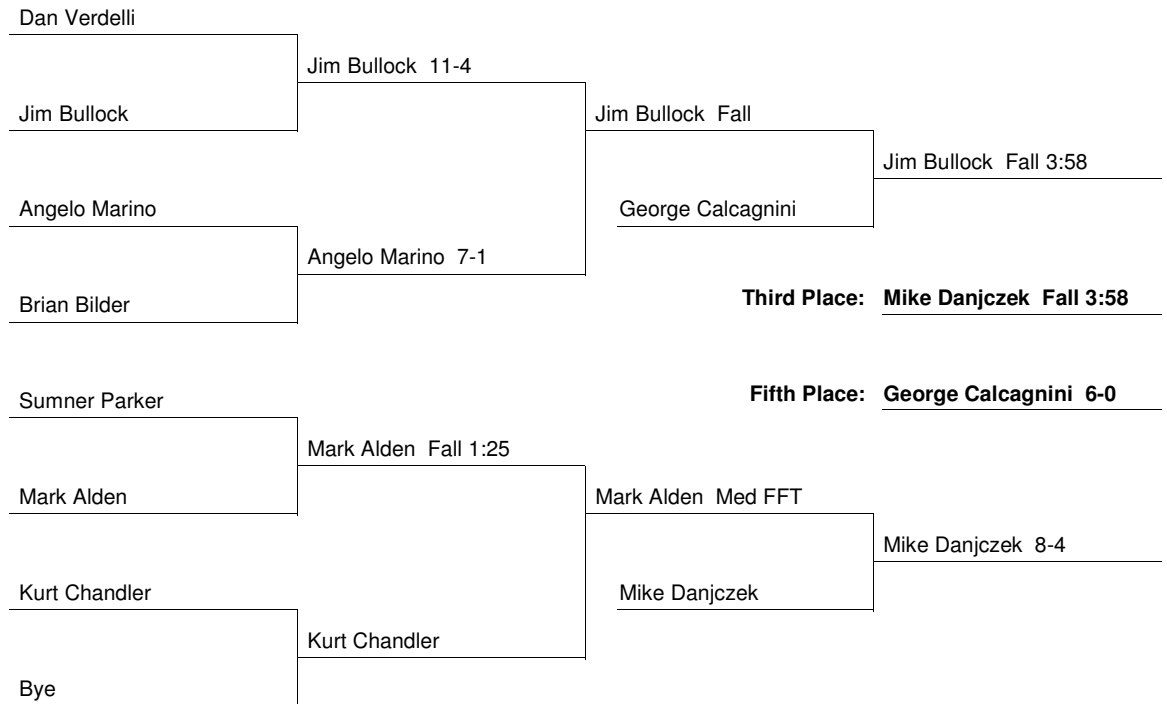 Dan Verdelli
Jim Bullock 11-4
Jim Bullock
Jim Bullock Fall
Jim Bullock Fall 3:58
Angelo Marino
George Calcagnini
Angelo Marino 7-1
Brian Bilder
Third Place: Mike Danjczek Fall 3:58
Sumner Parker
Fifth Place: George Calcagnini 6-0
Mark Alden Fall 1:25
Mark Alden
Mark Alden Med FFT
Mike Danjczek 8-4
Kurt Chandler
Mike Danjczek
Kurt Chandler
Bye